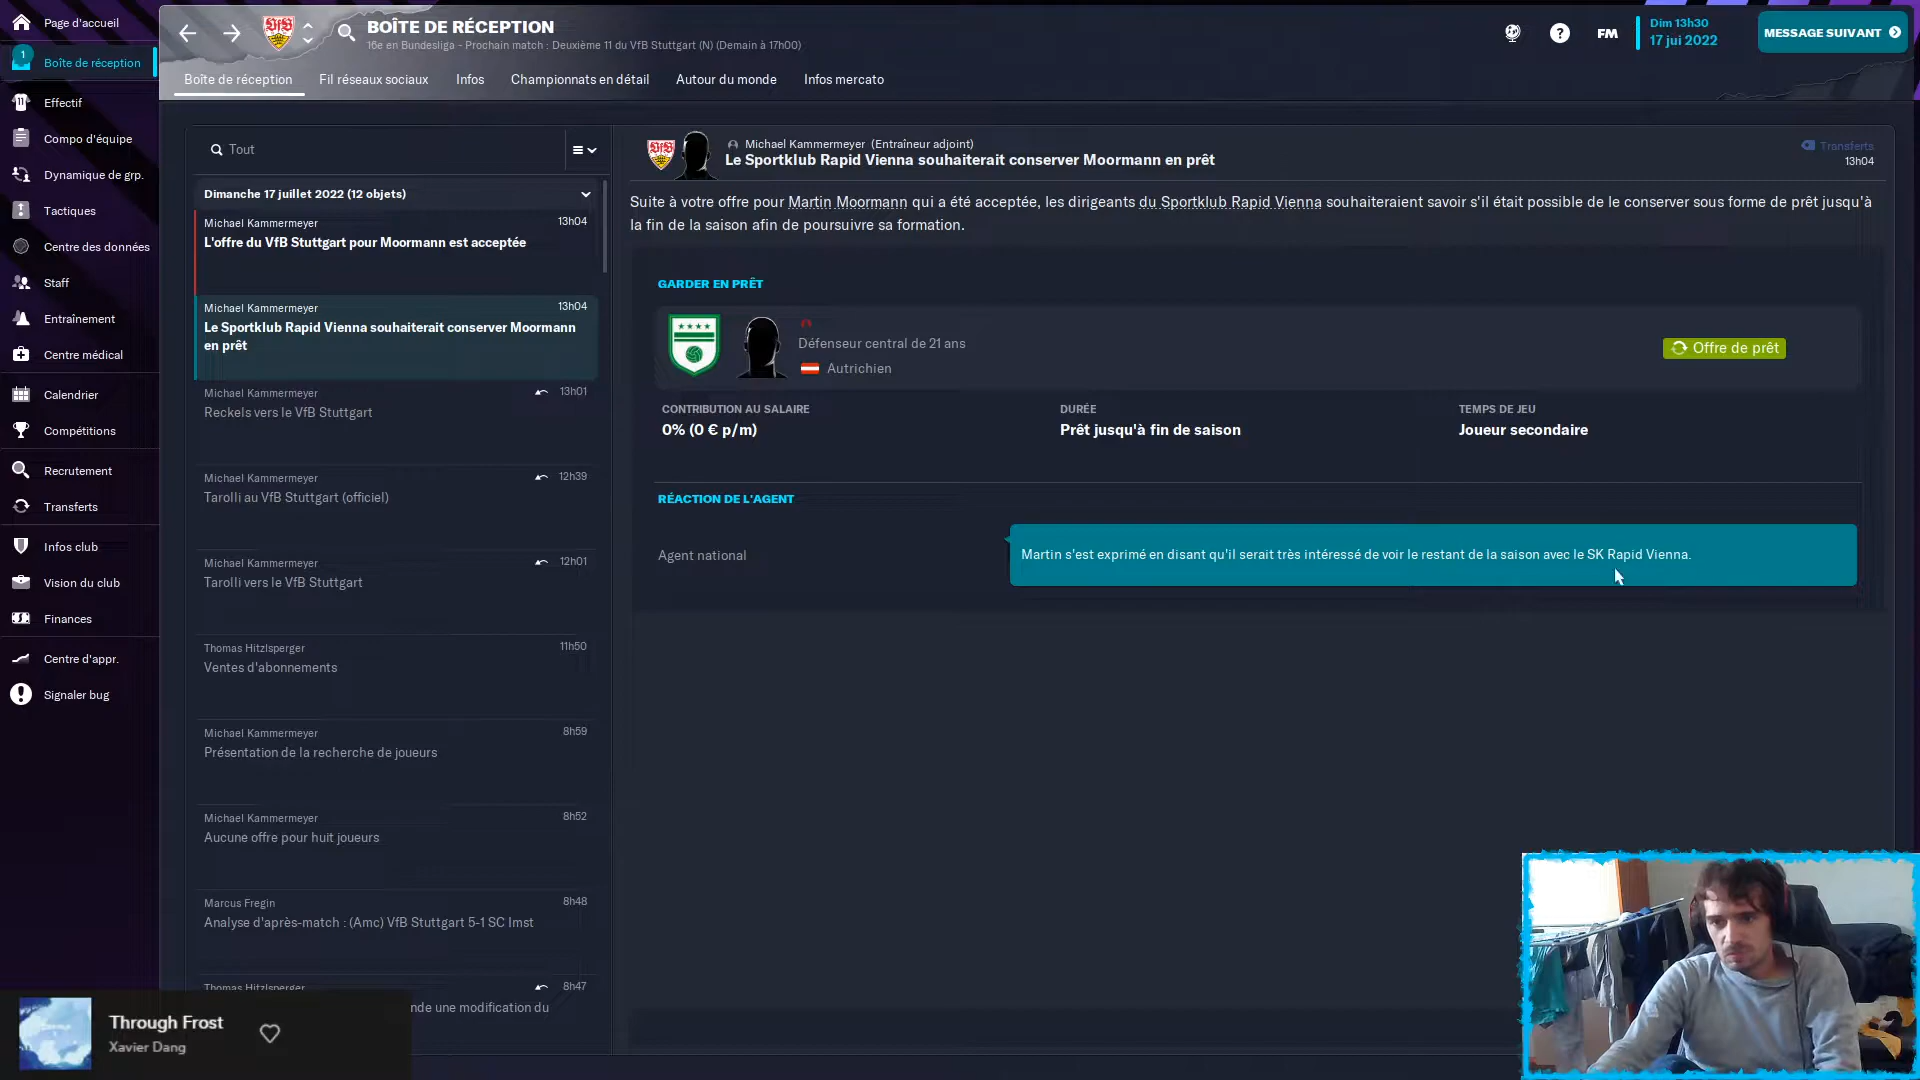 Page d'accueil
1
Boîte de réception
Effectif
Compo d'équipe
Dynamique de grp.
Tactiques
Centre des données
Staff
Entraînement
Centre médical
Calendrier
Compétitions
Recrutement
Transferts
Infos club
Vision du club
Finances
Centre d'appr.
Signaler bug
BOÎTE DE RÉCEPTION
16e en Bundesliga - Prochain match : Deuxième 11 du VfB Stuttgart (N) (Demain à 17h00)
FM
Dim 13h30
17 jui 2022
MESSAGE SUIVANT
Boîte de réception
Fil réseaux sociaux
Infos
Championnats en détail
Autour du monde
Infos mercato
Tout
Dimanche 17 juillet 2022 (12 objets)
Michael Kammermeyer 13h04
L'offre du VfB Stuttgart pour Moormann est acceptée
Michael Kammermeyer 13h04
Le Sportklub Rapid Vienna souhaiterait conserver Moormann
en prêt
Michael Kammermeyer 13h01
Reckels vers le VfB Stuttgart
Michael Kammermeyer 12h39
Tarolli au VfB Stuttgart (officiel)
Michael Kammermeyer 12h01
Tarolli vers le VfB Stuttgart
Thomas Hitzlsperger 11h50
Ventes d'abonnements
Michael Kammermeyer 8h59
Présentation de la recherche de joueurs
Michael Kammermeyer 8h52
Aucune offre pour huit joueurs
Marcus Fregin 8h48
Analyse d'après-match : (Amc) VfB Stuttgart 5-1 SC Imst
Thomas Hitzlsperger 8h47
nde une modification du
Michael Kammermeyer (Entraîneur adjoint)
Le Sportklub Rapid Vienna souhaiterait conserver Moormann en prêt
Transferts
13h04
Suite à votre offre pour Martin Moormann qui a été acceptée, les dirigeants du Sportklub Rapid Vienna souhaiteraient savoir s'il était possible de le conserver sous forme de prêt jusqu'à
la fin de la saison afin de poursuivre sa formation.
GARDER EN PRÊT
Défenseur central de 21 ans
Autrichien
Offre de prêt
CONTRIBUTION AU SALAIRE
0% (0 € p/m)
DURÉE
Prêt jusqu'à fin de saison
TEMPS DE JEU
Joueur secondaire
RÉACTION DE L'AGENT
Agent national
Martin s'est exprimé en disant qu'il serait très intéressé de voir le restant de la saison avec le SK Rapid Vienna.
Through Frost
Xavier Dang